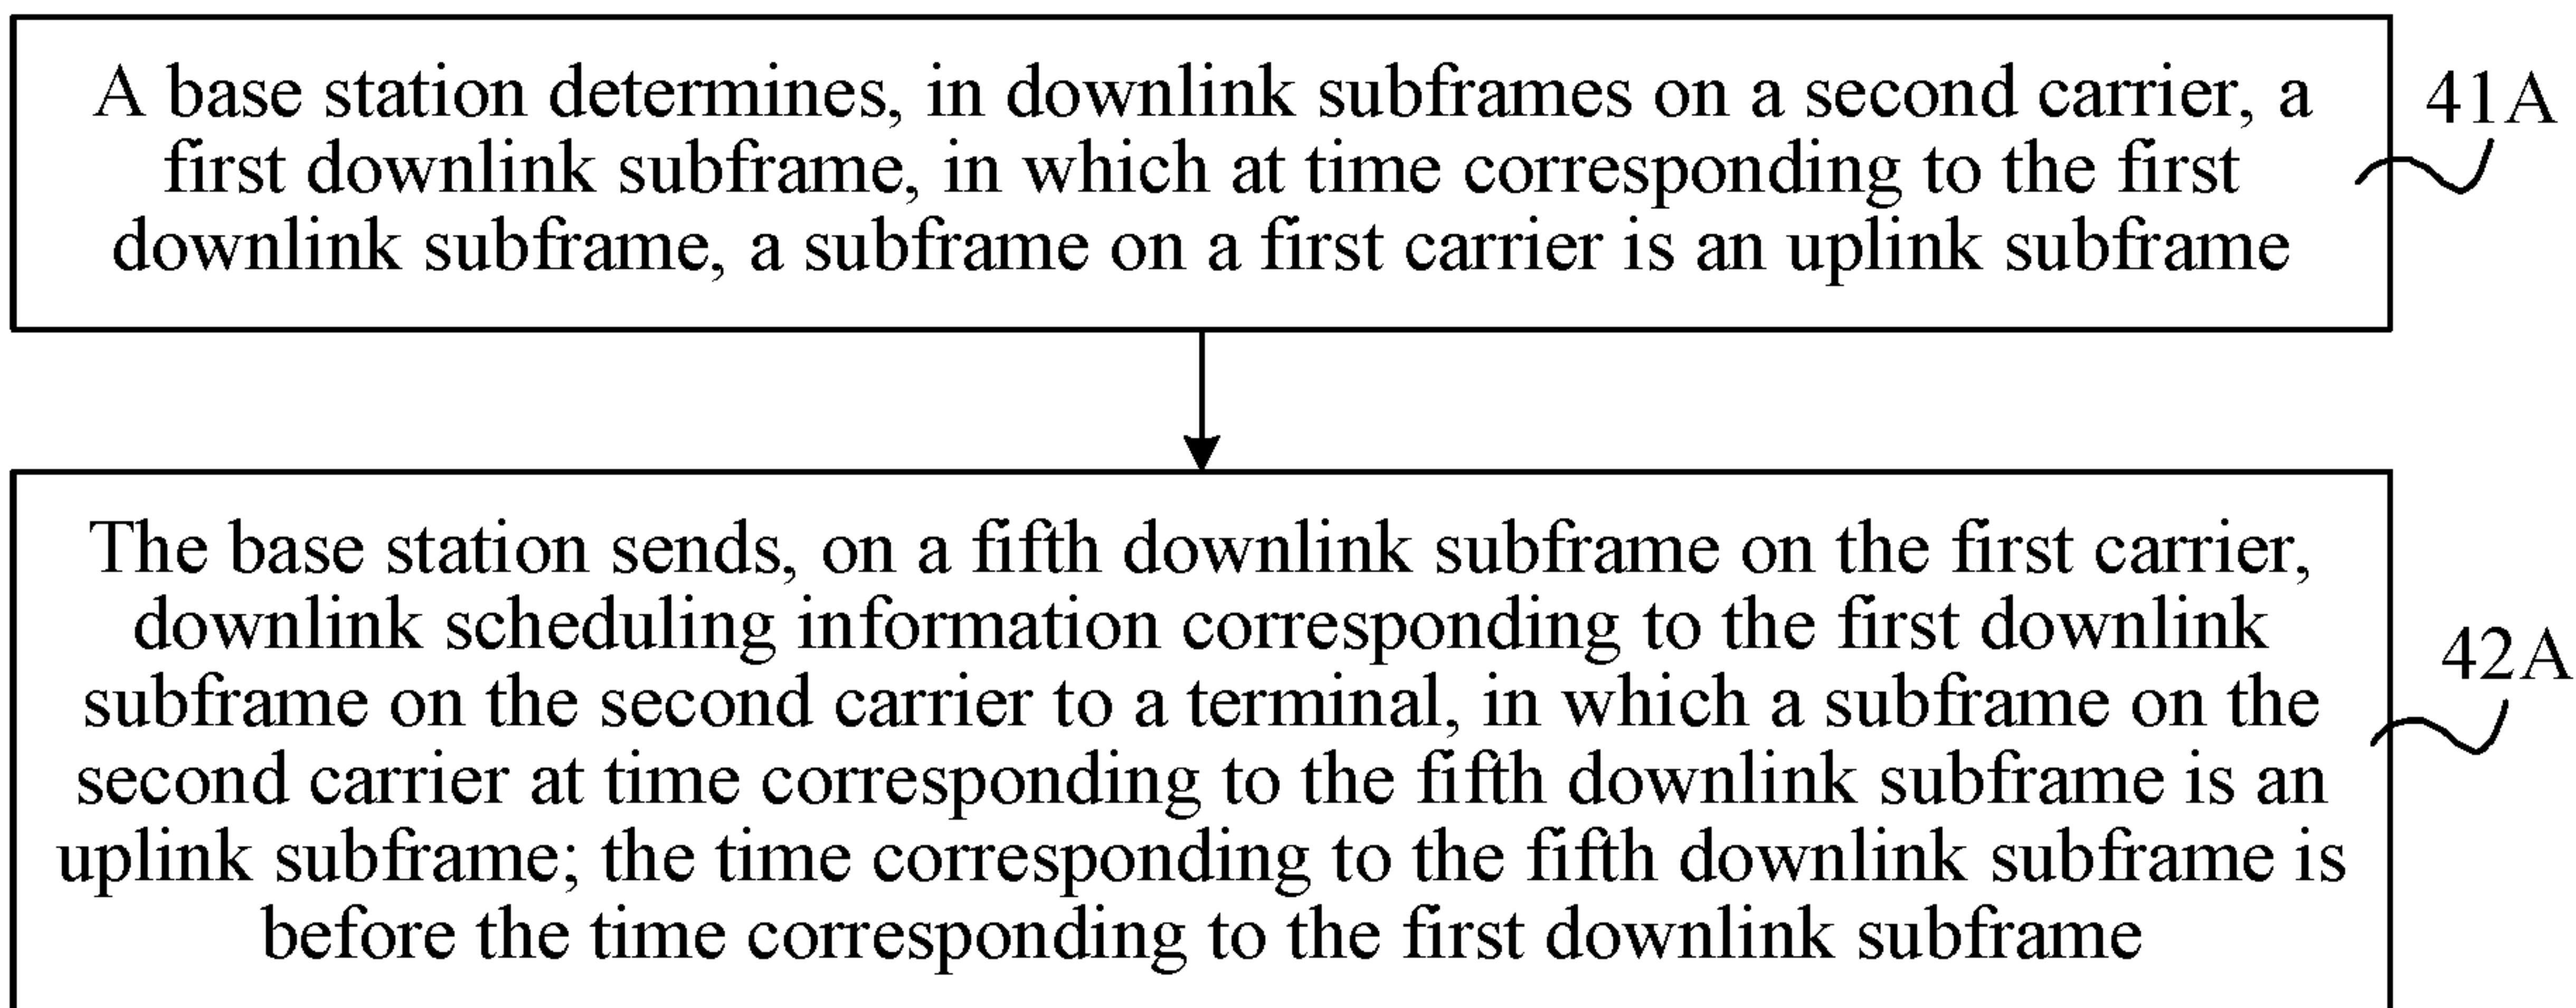 A base station determines, in downlink subframes on a second carrier, a
first downlink subframe, in which at time corresponding to the first
downlink subframe, a subframe on a first carrier is an uplink subframe
41A
The base station sends, on a fifth downlink subframe on the first carrier,
downlink scheduling information corresponding to the first downlink
subframe on the second carrier to a terminal, in which a subframe on the
second carrier at time corresponding to the fifth downlink subframe is an
uplink subframe; the time corresponding to the fifth downlink subframe is
before the time corresponding to the first downlink subframe
42A